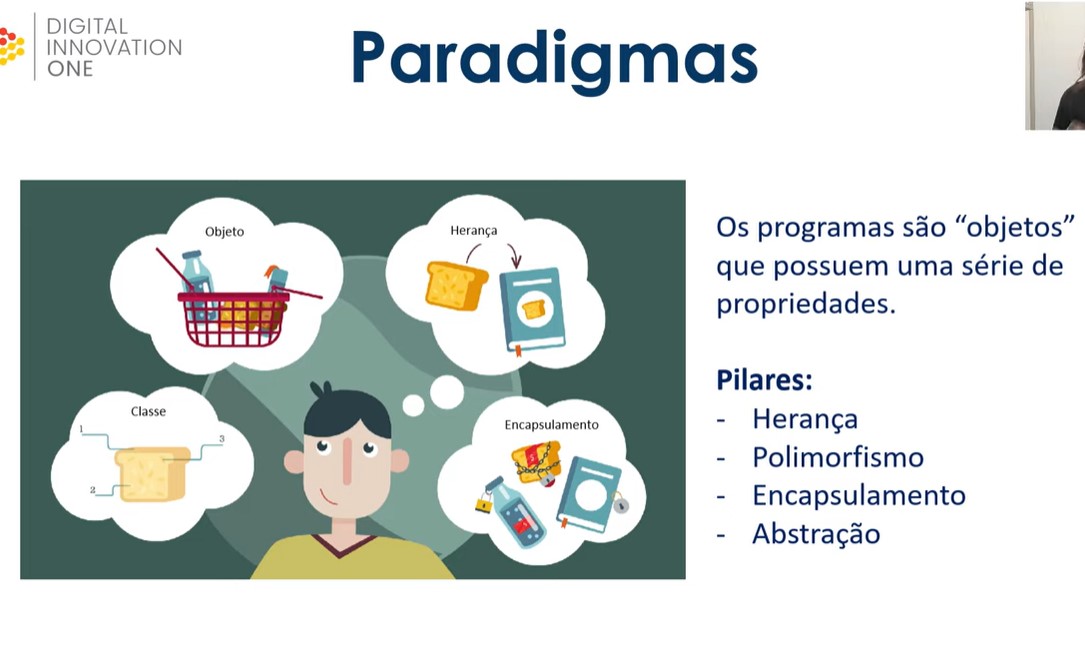 DIGITAL
INNOVATION
ONE
Paradigmas
Objeto
Herança
Classe
1
3
2
Encapsulamento
Os programas são “objetos”
que possuem uma série de
propriedades.
Pilares:
- Herança
- Polimorfismo
- Encapsulamento
- Abstração